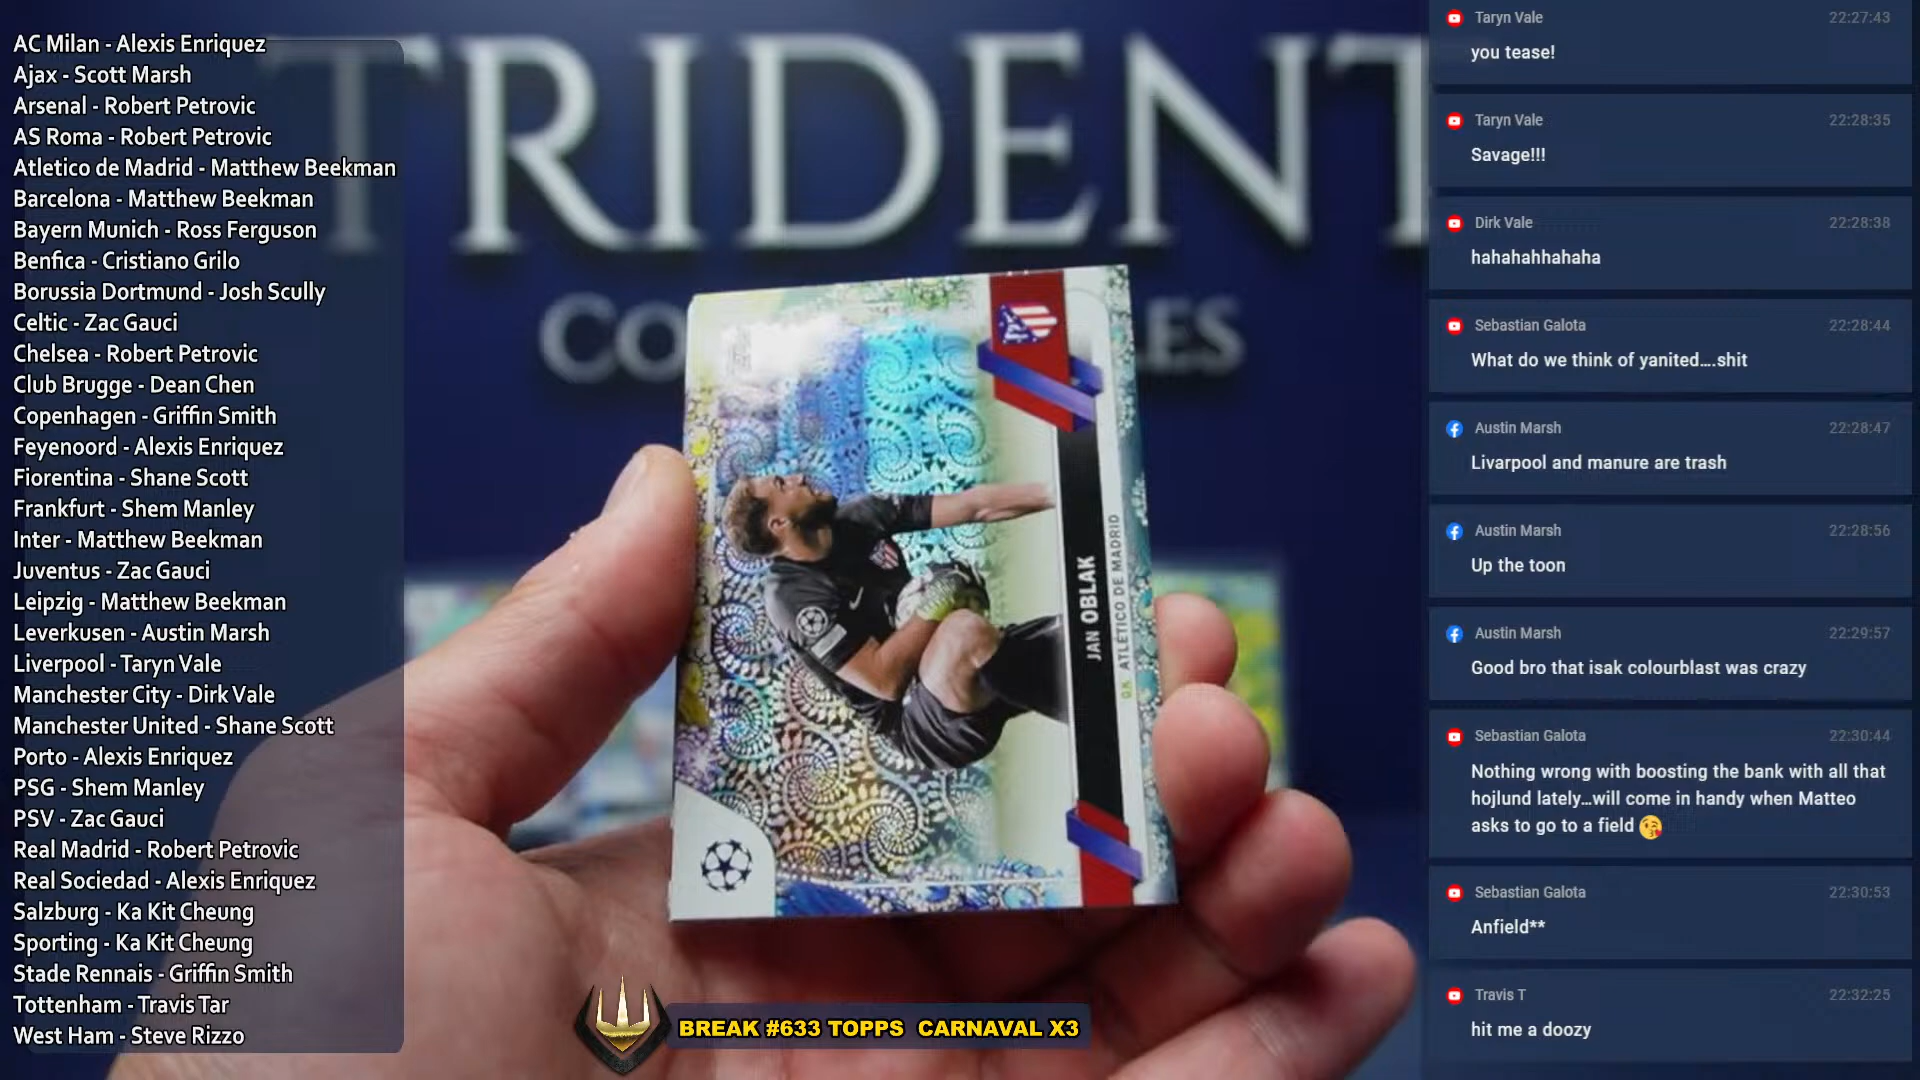 AC Milan - Alexis Enriquez
Ajax - Scott Marsh
Arsenal - Robert Petrovic
AS Roma - Robert Petrovic
Atletico de Madrid - Matthew Beekman
Barcelona - Matthew Beekman
Bayern Munich - Ross Ferguson
Benfica - Cristiano Grilo
Borussia Dortmund - Josh Scully
Celtic - Zac Gauci
Chelsea - Robert Petrovic
Club Brugge - Dean Chen
Copenhagen - Griffin Smith
Feyenoord - Alexis Enriquez
Fiorentina - Shane Scott
Frankfurt - Shem Manley
Inter - Matthew Beekman
Juventus - Zac Gauci
Leipzig - Matthew Beekman
Leverkusen - Austin Marsh
Liverpool - Taryn Vale
Manchester City - Dirk Vale
Manchester United - Shane Scott
Porto - Alexis Enriquez
PSG - Shem Manley
PSV - Zac Gauci
Real Madrid - Robert Petrovic
Real Sociedad - Alexis Enriquez
Salzburg - Ka Kit Cheung
Sporting - Ka Kit Cheung
Stade Rennais - Griffin Smith
Tottenham - Travis Tar
West Ham - Steve Rizzo
TRIDENT
CO LES
JAN OBLAK
G.K. ATLÉTICO DE MADRID
BREAK #633 TOPPS CARNAVAL X3
Taryn Vale 22:27:43
you tease!
Taryn Vale 22:28:35
Savage!!!
Dirk Vale 22:28:38
hahahahhahaha
Sebastian Galota 22:28:44
What do we think of yanited....shit
Austin Marsh 22:28:47
Livarpool and manure are trash
Austin Marsh 22:28:56
Up the toon
Austin Marsh 22:29:57
Good bro that isak colourblast was crazy
Sebastian Galota 22:30:44
Nothing wrong with boosting the bank with all that
hojlund lately...will come in handy when Matteo
asks to go to a field 😘
Sebastian Galota 22:30:53
Anfield**
Travis T 22:32:25
hit me a doozy